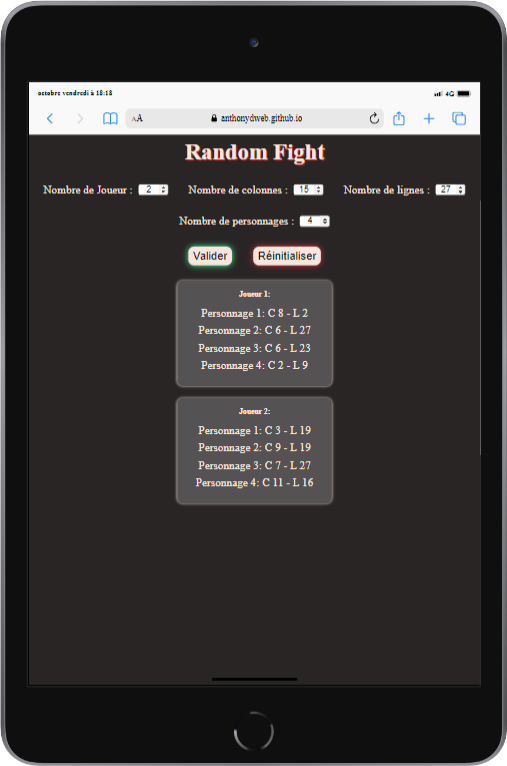 octobre vendredi à 18:18
4G
AA
anthonydweb.github.io
Random Fight
Nombre de Joueur : 2 Nombre de colonnes : 15 Nombre de lignes : 27
Nombre de personnages : 4
Valider Réinitialiser
Joueur 1:
Personnage 1: C 8 - L 2
Personnage 2: C 6 - L 27
Personnage 3: C 6 - L 23
Personnage 4: C 2 - L 9
Joueur 2:
Personnage 1: C 3 - L 19
Personnage 2: C 9 - L 19
Personnage 3: C 7 - L 27
Personnage 4: C 11 - L 16